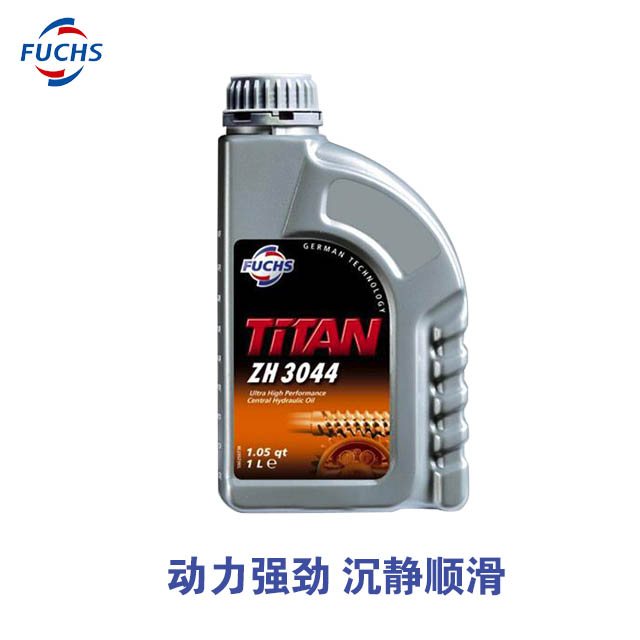 FUCHS
GERMAN TECHNOLOGY
FUCHS
TITAN
ZH 3044
Ultra High Performance
Central Hydraulic Oil
1.05 qt
1 L e
动力强劲 沉静顺滑